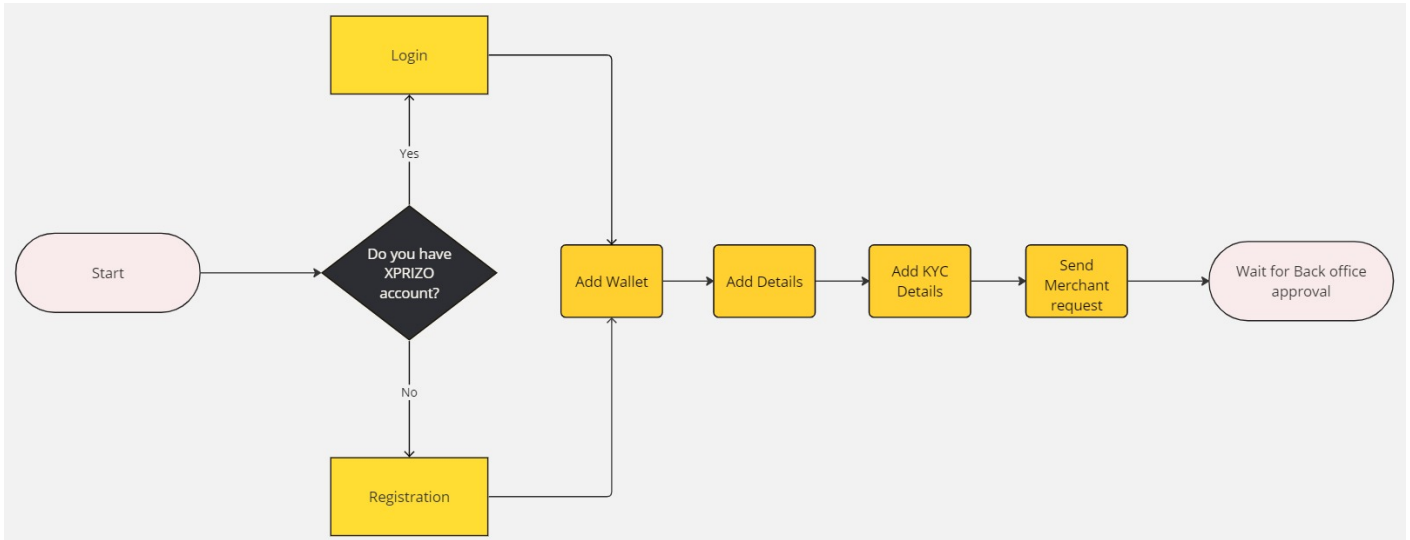 Login
Yes
Start
Do you have
XPRIZO
account?
Add Wallet
Add Details
Add KYC
Details
Send
Merchant
request
Wait for Back office
approval
No
Registration